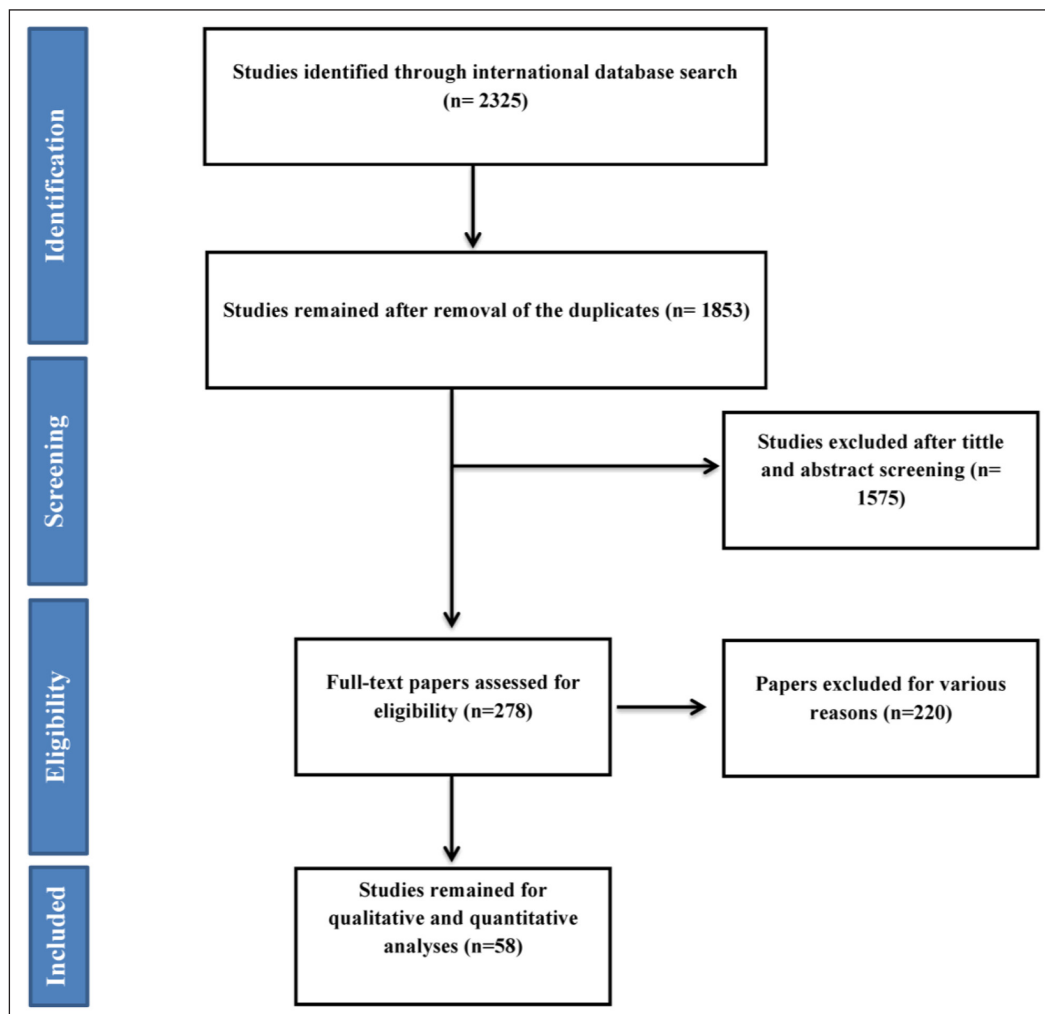 Identification
Studies identified through international database search
(n= 2325)
Studies remained after removal of the duplicates (n= 1853)
Screening
Studies excluded after tittle
and abstract screening (n=
1575)
Eligibility
Full-text papers assessed for
eligibility (n=278)
Papers excluded for various
reasons (n=220)
Included
Studies remained for
qualitative and quantitative
analyses (n=58)